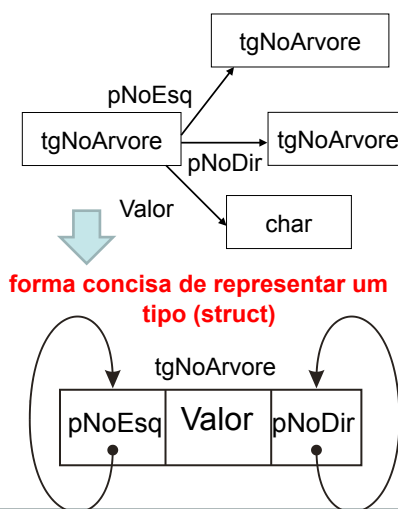 tgNoArvore
pNoEsq
tgNoArvore
tgNoArvore
pNoDir
Valor
char
forma concisa de representar um
tipo (struct)
tgNoArvore
pNoEsq Valor pNoDir